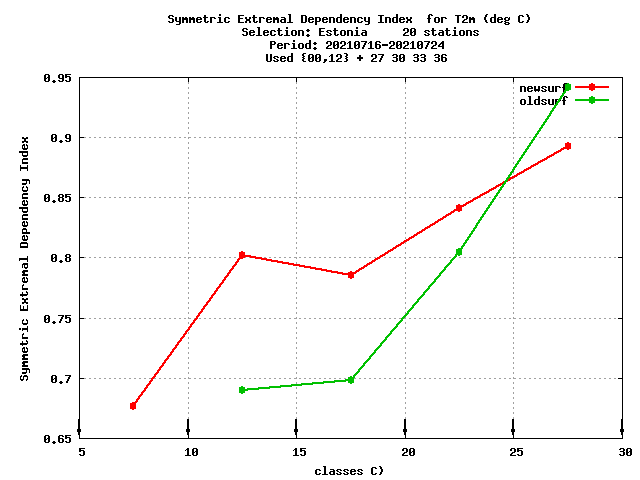 Symmetric Extremal Dependency Index  for T2m (deg C)
Selection: Estonia     20 stations
Period: 20210716-20210724
Used {00,12} + 27 30 33 36
Symmetric Extremal Dependency Index
0.95
0.9
0.85
0.8
0.75
0.7
0.65
newsurf
oldsurf
5 10 15 20 25 30
classes C)